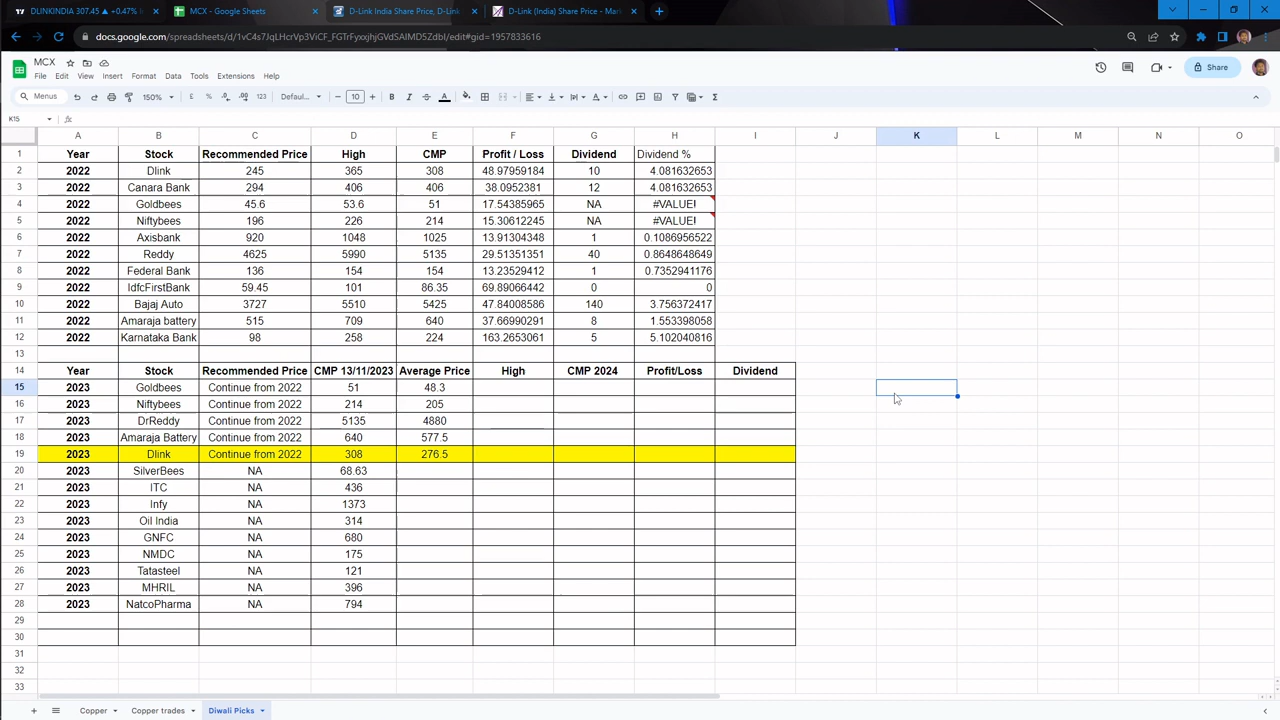 DLINKINDIA 307.45 ▲ +0.47%
MCX - Google Sheets
D-Link India Share Price, D-Link
D-Link (India) Share Price - Mar
docs.google.com/spreadsheets/d/1vC4s7JqLHcrVp3ViCF_FGTrFyxxjhjGVdSAIMD5Zdbl/edit#gid=1957833616
MCX
File Edit View Insert Format Data Tools Extensions Help
Share
Menus 150% £ % .0 .00 123 Defaul... 10 B I A
K15 fx
A B C D E F G H I J K L M N O
1 Year Stock Recommended Price High CMP Profit / Loss Dividend Dividend %
2 2022 Dlink 245 365 308 48.97959184 10 4.081632653
3 2022 Canara Bank 294 406 406 38.0952381 12 4.081632653
4 2022 Goldbees 45.6 53.6 51 17.54385965 NA #VALUE!
5 2022 Niftybees 196 226 214 15.30612245 NA #VALUE!
6 2022 Axisbank 920 1048 1025 13.91304348 1 0.1086956522
7 2022 Reddy 4625 5990 5135 29.51351351 40 0.8648648649
8 2022 Federal Bank 136 154 154 13.23529412 1 0.7352941176
9 2022 IdfcFirstBank 59.45 101 86.35 69.89066442 0 0
10 2022 Bajaj Auto 3727 5510 5425 47.84008586 140 3.756372417
11 2022 Amaraja battery 515 709 640 37.66990291 8 1.553398058
12 2022 Karnataka Bank 98 258 224 163.2653061 5 5.102040816
13
14 Year Stock Recommended Price CMP 13/11/2023 Average Price High CMP 2024 Profit/Loss Dividend
15 2023 Goldbees Continue from 2022 51 48.3
16 2023 Niftybees Continue from 2022 214 205
17 2023 DrReddy Continue from 2022 5135 4880
18 2023 Amaraja Battery Continue from 2022 640 577.5
19 2023 Dlink Continue from 2022 308 276.5
20 2023 SilverBees NA 68.63
21 2023 ITC NA 436
22 2023 Infy NA 1373
23 2023 Oil India NA 314
24 2023 GNFC NA 680
25 2023 NMDC NA 175
26 2023 Tatasteel NA 121
27 2023 MHRIL NA 396
28 2023 NatcoPharma NA 794
29
30
31
32
33
Copper Copper trades Diwali Picks